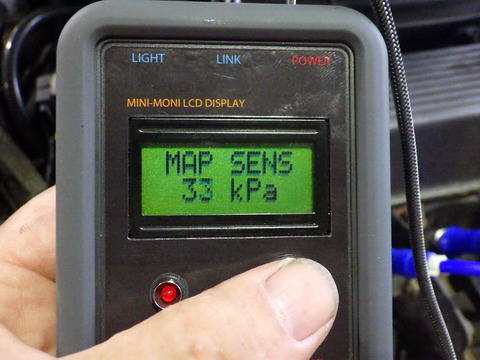 LIGHT LINK POWER
MINI-MONI LCD DISPLAY
MAP SENS
33 kPa